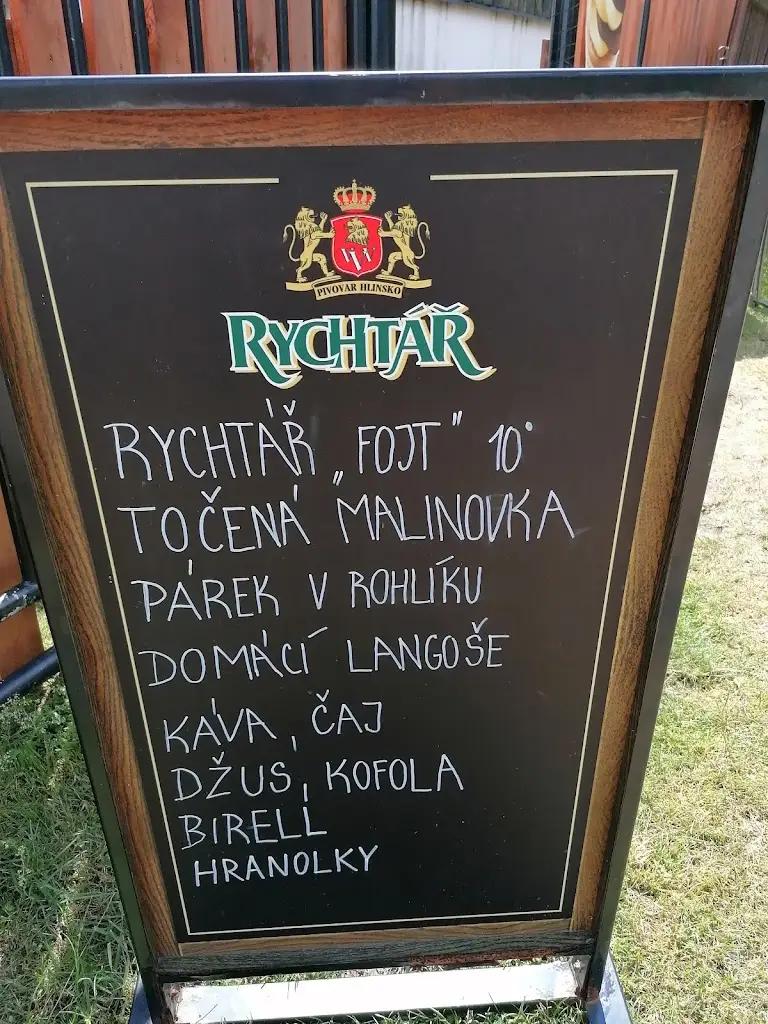 PIVOVAR HLINSKO
RYCHTÁŘ
RYCHTÁŘ „FOJT" 10°
TOČENÁ MALINOVKA
PÁREK V ROHLÍKU
DOMÁCÍ LANGOŠE
KÁVA, ČAJ
DŽUS, KOFOLA
BIRELL
HRANOLKY